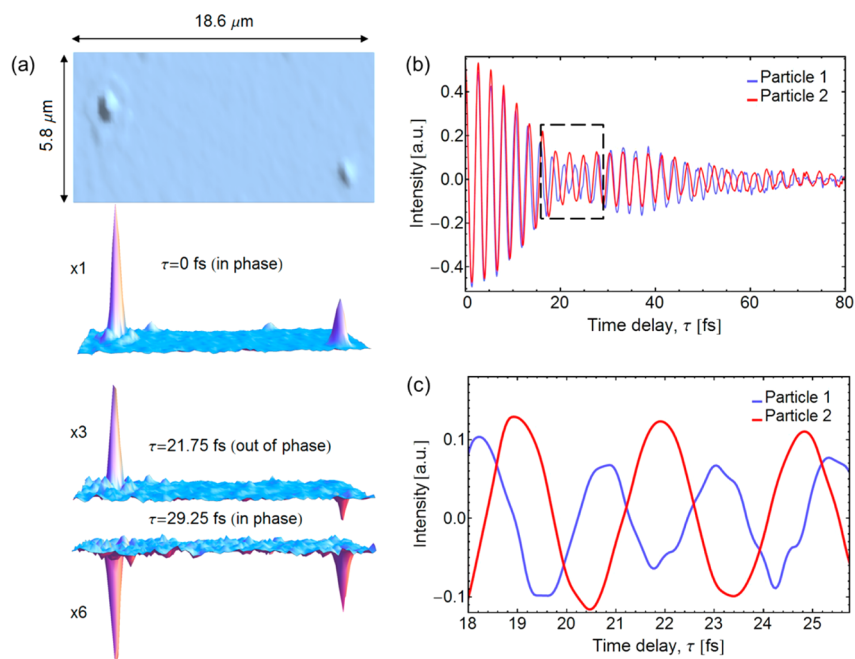 18.6 μm
(a)
5.8 μm
x1
τ=0 fs (in phase)
x3
τ=21.75 fs (out of phase)
τ=29.25 fs (in phase)
x6
(b)
Particle 1
Particle 2
Intensity [a.u.]
0.4
0.2
0.0
−0.2
−0.4
0 20 40 60 80
Time delay, τ [fs]
(c)
Particle 1
Particle 2
Intensity [a.u.]
0.1
0.0
−0.1
18 19 20 21 22 23 24 25
Time delay, τ [fs]